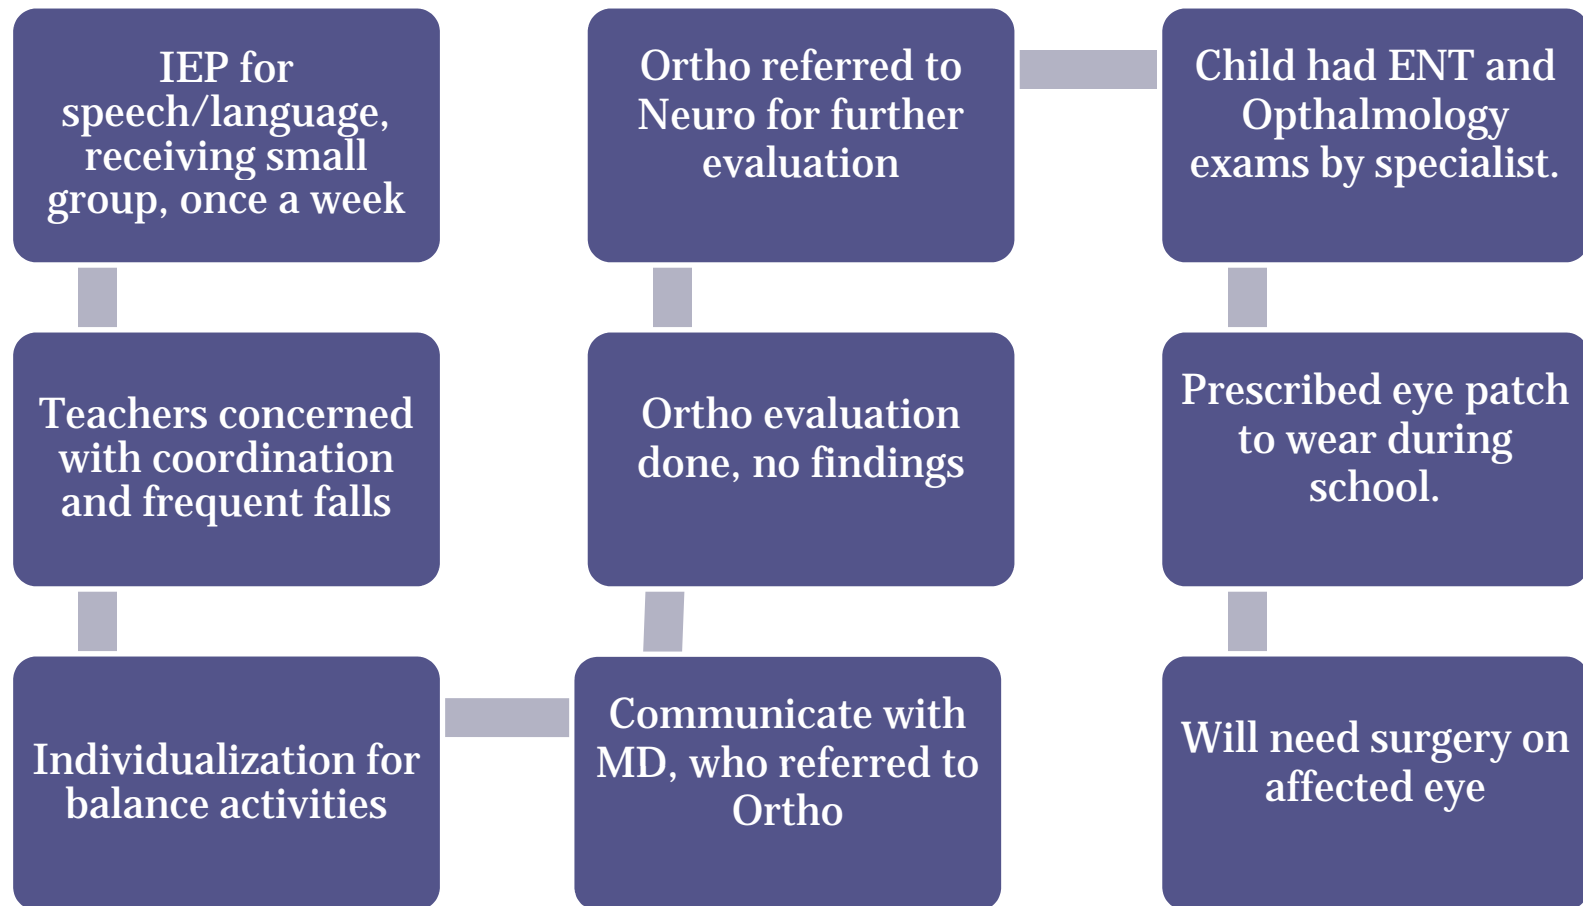 IEP for
speech/language,
receiving small
group, once a week
Teachers concerned
with coordination
and frequent falls
Individualization for
balance activities
Communicate with
MD, who referred to
Ortho
Ortho evaluation
done, no findings
Ortho referred to
Neuro for further
evaluation
Child had ENT and
Opthalmology
exams by specialist.
Prescribed eye patch
to wear during
school.
Will need surgery on
affected eye